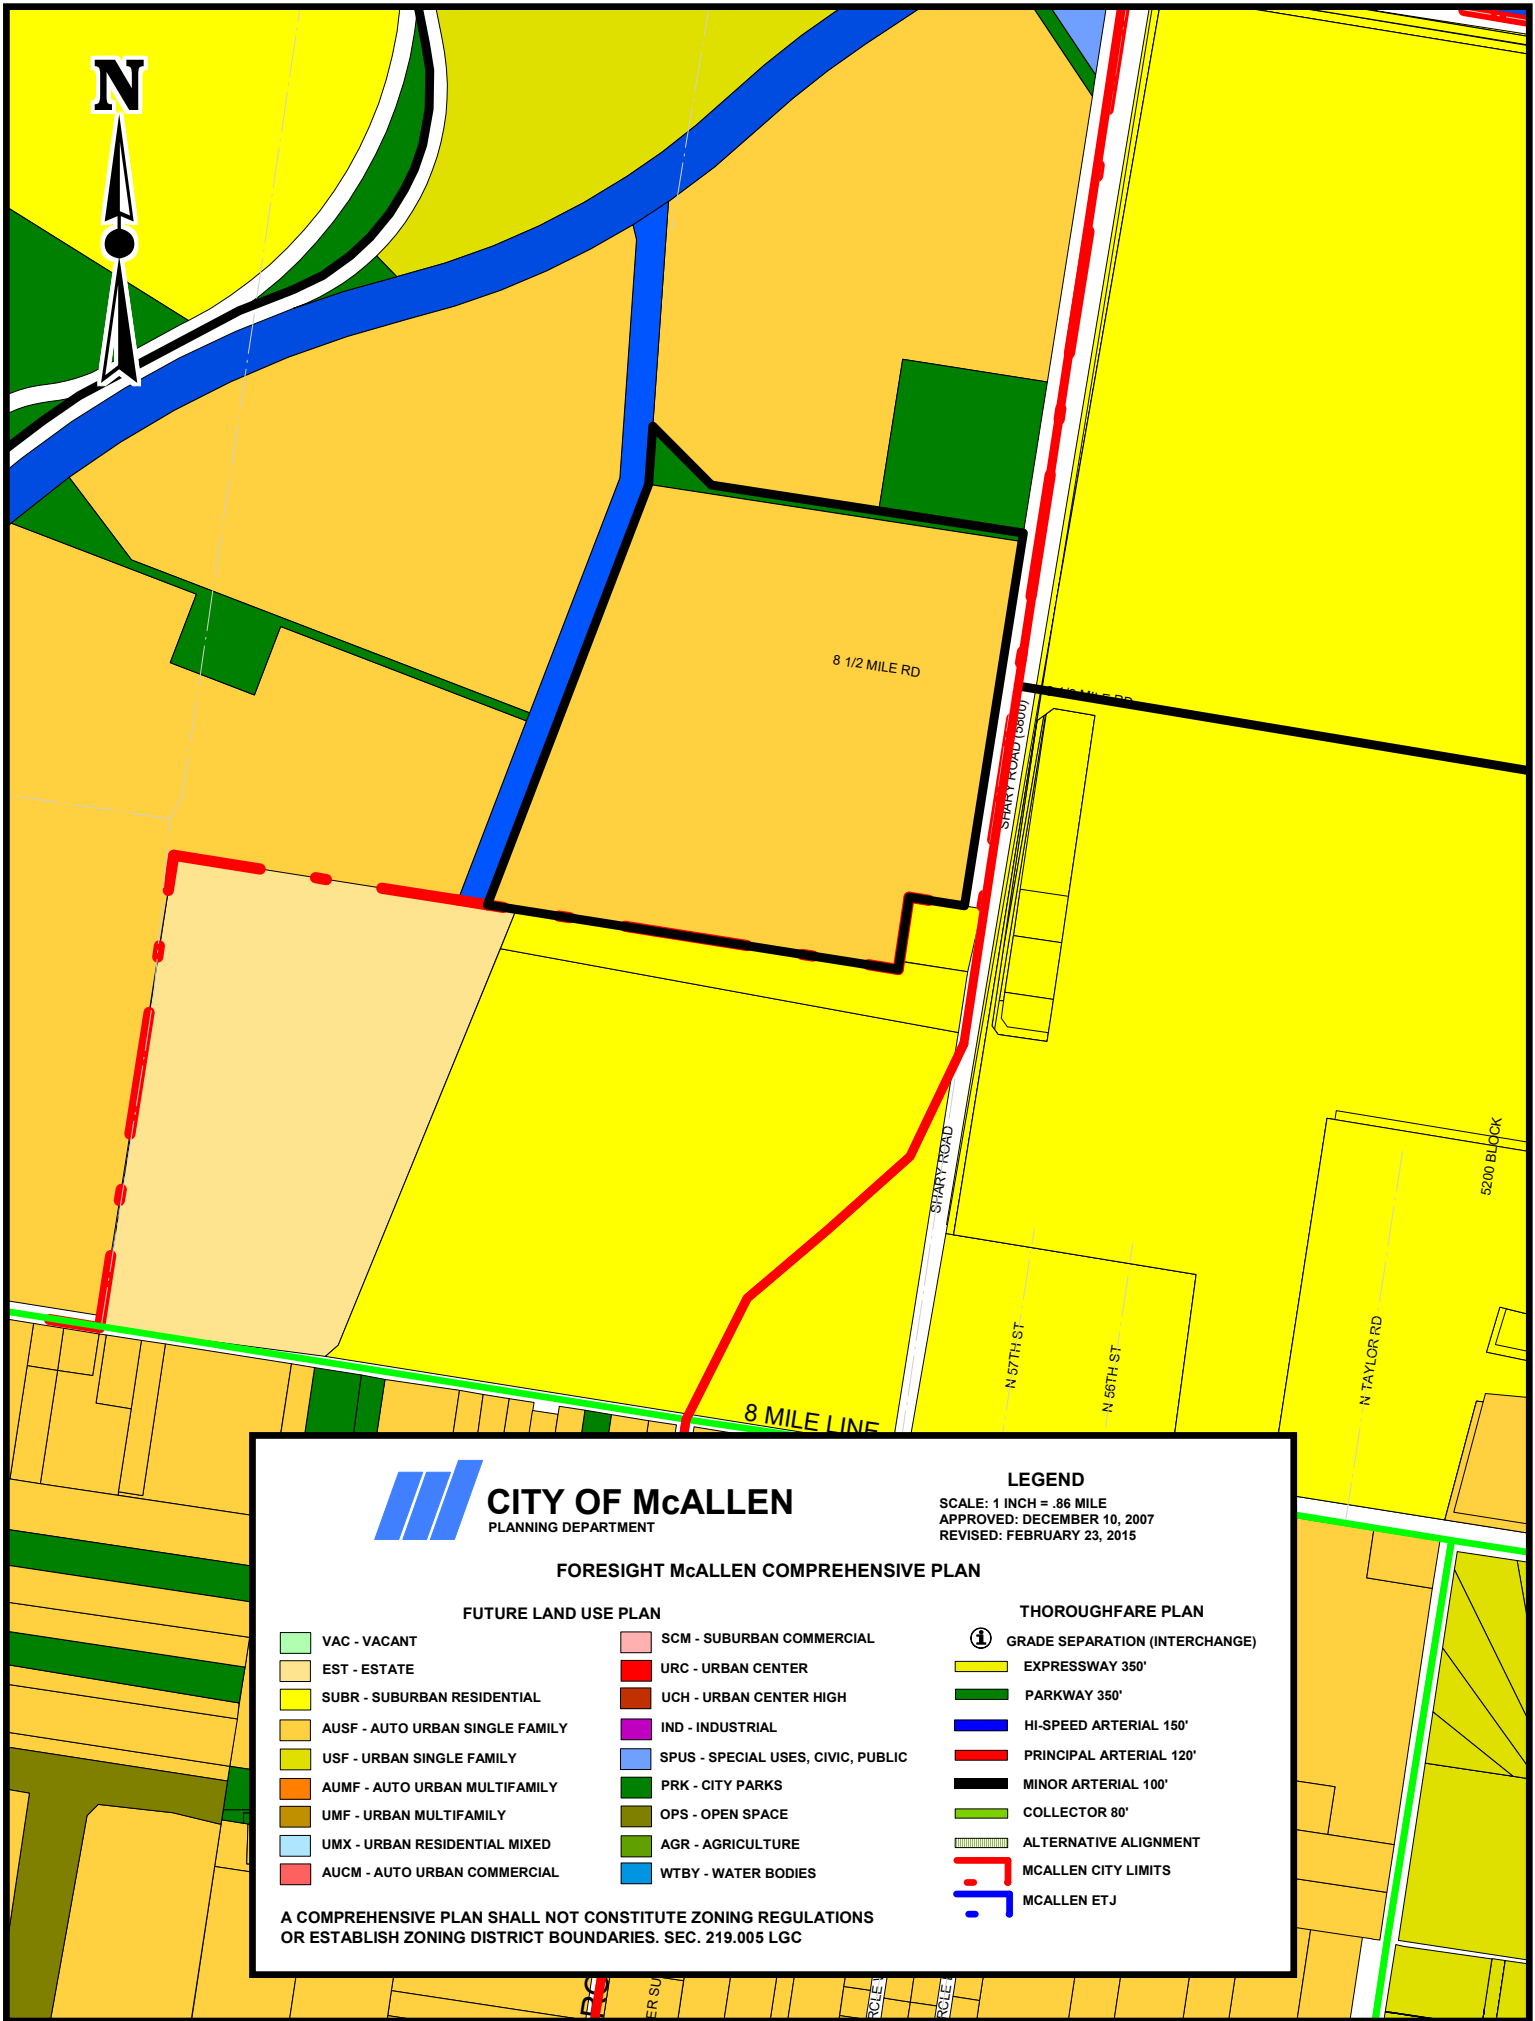 N
8 1/2 MILE RD
SHARY ROAD (5800)
SHARY ROAD
5200 BLOCK
N 57TH ST
N 56TH ST
N TAYLOR RD
8 MILE LINE
CITY OF McALLEN
PLANNING DEPARTMENT
LEGEND
SCALE: 1 INCH = .86 MILE
APPROVED: DECEMBER 10, 2007
REVISED: FEBRUARY 23, 2015
FORESIGHT McALLEN COMPREHENSIVE PLAN
FUTURE LAND USE PLAN
VAC - VACANT
EST - ESTATE
SUBR - SUBURBAN RESIDENTIAL
AUSF - AUTO URBAN SINGLE FAMILY
USF - URBAN SINGLE FAMILY
AUMF - AUTO URBAN MULTIFAMILY
UMF - URBAN MULTIFAMILY
UMX - URBAN RESIDENTIAL MIXED
AUCM - AUTO URBAN COMMERCIAL
SCM - SUBURBAN COMMERCIAL
URC - URBAN CENTER
UCH - URBAN CENTER HIGH
IND - INDUSTRIAL
SPUS - SPECIAL USES, CIVIC, PUBLIC
PRK - CITY PARKS
OPS - OPEN SPACE
AGR - AGRICULTURE
WTBY - WATER BODIES
THOROUGHFARE PLAN
GRADE SEPARATION (INTERCHANGE)
EXPRESSWAY 350'
PARKWAY 350'
HI-SPEED ARTERIAL 150'
PRINCIPAL ARTERIAL 120'
MINOR ARTERIAL 100'
COLLECTOR 80'
ALTERNATIVE ALIGNMENT
MCALLEN CITY LIMITS
MCALLEN ETJ
A COMPREHENSIVE PLAN SHALL NOT CONSTITUTE ZONING REGULATIONS
OR ESTABLISH ZONING DISTRICT BOUNDARIES. SEC. 219.005 LGC